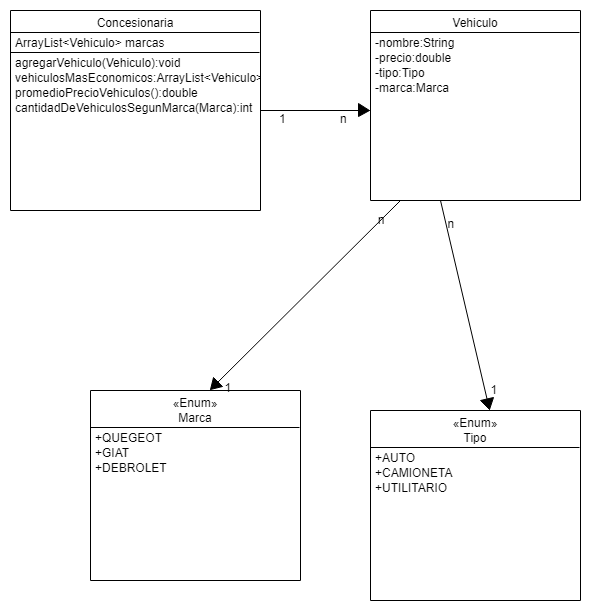 Concesionaria
ArrayList<Vehiculo> marcas
agregarVehiculo(Vehiculo):void
vehiculosMasEconomicos:ArrayList<Vehiculo>
promedioPrecioVehiculos():double
cantidadDeVehiculosSegunMarca(Marca):int
1
n
Vehiculo
-nombre:String
-precio:double
-tipo:Tipo
-marca:Marca
n
n
1
1
«Enum»
Marca
+QUEGEOT
+GIAT
+DEBROLET
«Enum»
Tipo
+AUTO
+CAMIONETA
+UTILITARIO